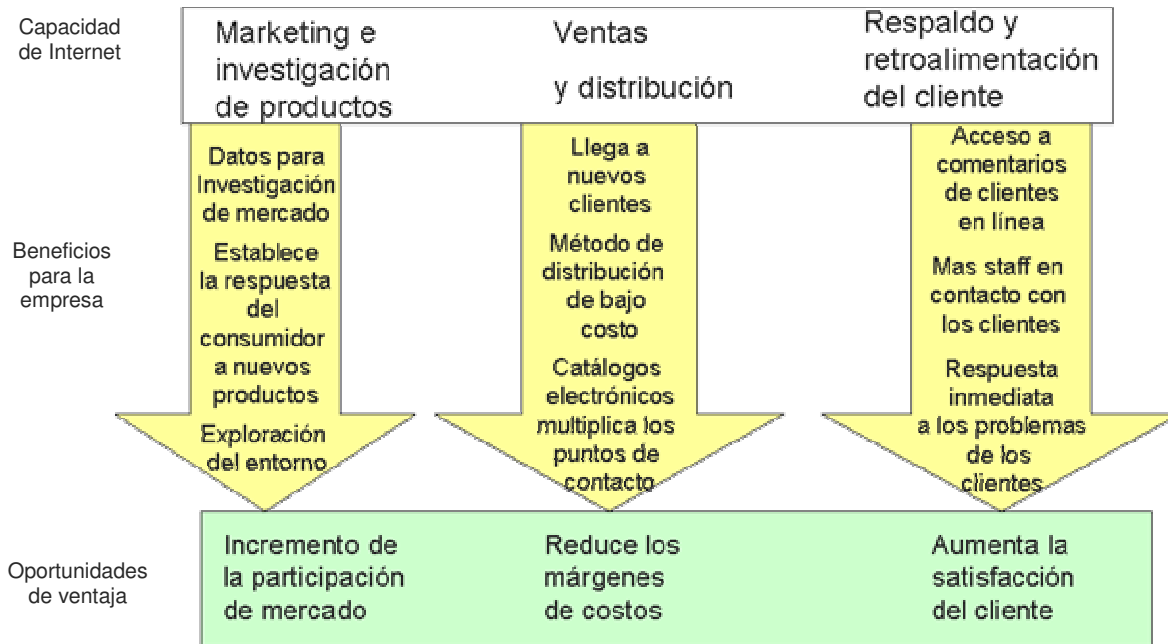 Capacidad
de Internet
Marketing e
investigación
de productos
Ventas
y distribución
Respaldo y
retroalimentación
del cliente
Beneficios
para la
empresa
Datos para
Investigación
de mercado
Establece
la respuesta
del
consumidor
a nuevos
productos
Exploración
del entorno
Llega a
nuevos
clientes
Método de
distribución
de bajo
costo
Catálogos
electrónicos
multiplica los
puntos de
contacto
Acceso a
comentarios
de clientes
en línea
Mas staff en
contacto con
los clientes
Respuesta
inmediata
a los problemas
de los
clientes
Oportunidades
de ventaja
Incremento de
la participación
de mercado
Reduce los
márgenes
de costos
Aumenta la
satisfacción
del cliente